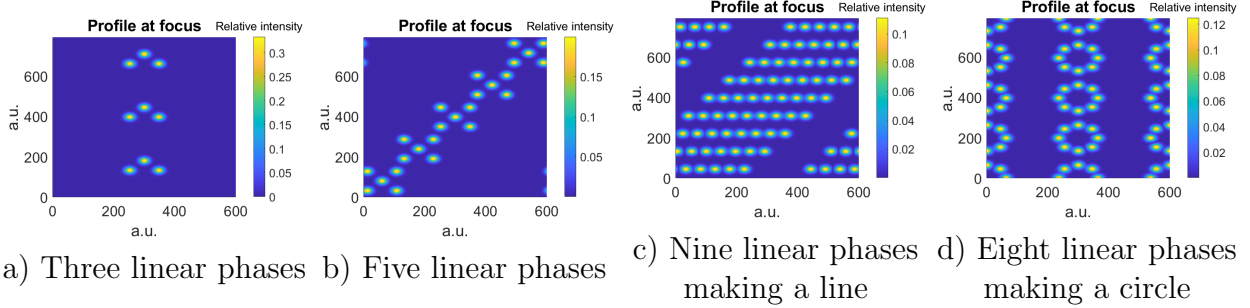 Profile at focus
Relative intensity
0.3
0.25
0.2
0.15
0.1
0.05
0
a.u.
600
400
200
0
0 200 400 600
a.u.
a) Three linear phases
Profile at focus
Relative intensity
0.15
0.1
0.05
a.u.
600
400
200
0
0 200 400 600
a.u.
b) Five linear phases
Profile at focus
Relative intensity
0.1
0.08
0.06
0.04
0.02
a.u.
600
400
200
0
0 200 400 600
a.u.
c) Nine linear phases
making a line
Profile at focus
Relative intensity
0.12
0.1
0.08
0.06
0.04
0.02
a.u.
600
400
200
0
0 200 400 600
a.u.
d) Eight linear phases
making a circle